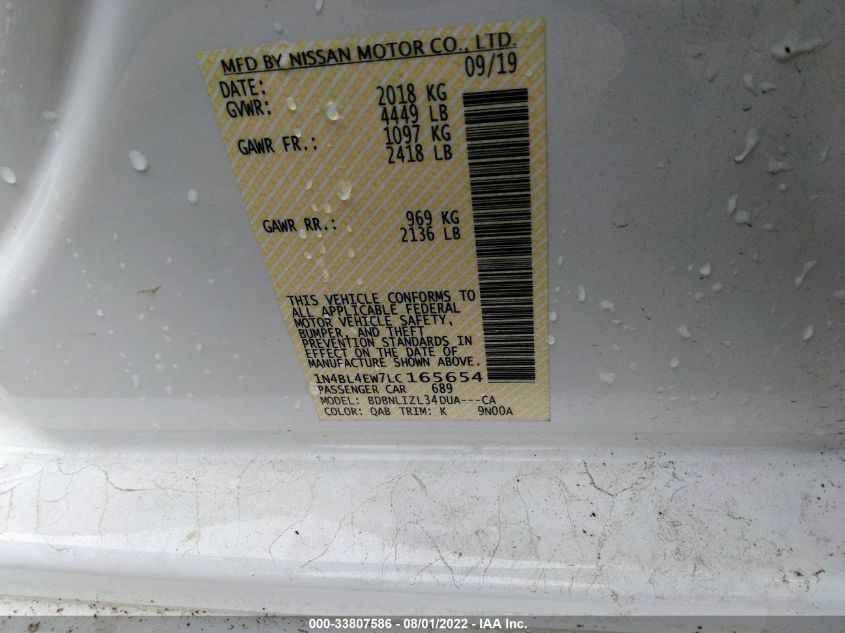 MFD BY NISSAN MOTOR CO., LTD.
DATE: 09/19
GVWR: 2018 KG
4449 LB
GAWR FR.: 1097 KG
2418 LB
GAWR RR.: 969 KG
2136 LB
THIS VEHICLE CONFORMS TO
ALL APPLICABLE FEDERAL
MOTOR VEHICLE SAFETY,
BUMPER, AND THEFT
PREVENTION STANDARDS IN
EFFECT ON THE DATE OF
MANUFACTURE SHOWN ABOVE.
1N4BL4EW7LC165654
PASSENGER CAR 689
MODEL: BDBNLIZL34DUA---CA
COLOR: QAB TRIM: K 9N00A
000-33807586 - 08/01/2022 - IAA Inc.